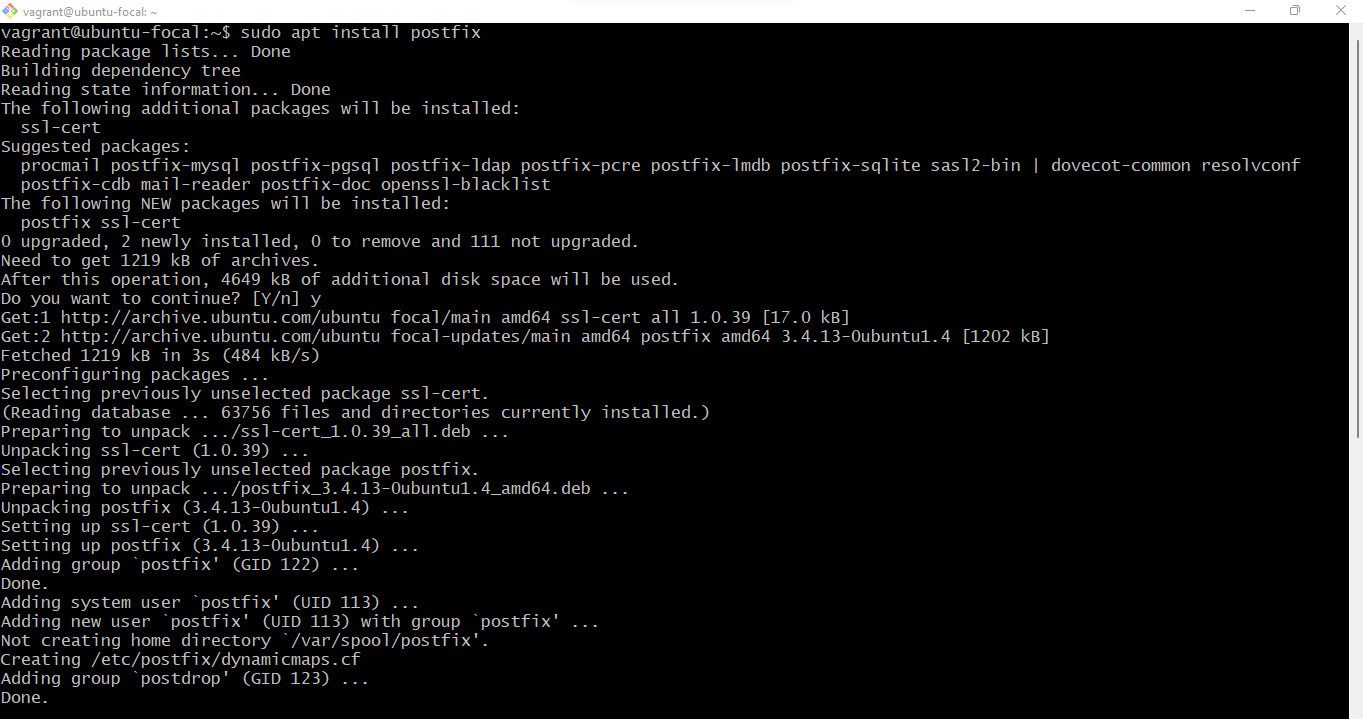 vagrant@ubuntu-focal: ~
vagrant@ubuntu-focal:~$ sudo apt install postfix
Reading package lists... Done
Building dependency tree
Reading state information... Done
The following additional packages will be installed:
  ssl-cert
Suggested packages:
  procmail postfix-mysql postfix-pgsql postfix-ldap postfix-pcre postfix-lmdb postfix-sqlite sasl2-bin | dovecot-common resolvconf
  postfix-cdb mail-reader postfix-doc openssl-blacklist
The following NEW packages will be installed:
  postfix ssl-cert
0 upgraded, 2 newly installed, 0 to remove and 111 not upgraded.
Need to get 1219 kB of archives.
After this operation, 4649 kB of additional disk space will be used.
Do you want to continue? [Y/n] y
Get:1 http://archive.ubuntu.com/ubuntu focal/main amd64 ssl-cert all 1.0.39 [17.0 kB]
Get:2 http://archive.ubuntu.com/ubuntu focal-updates/main amd64 postfix amd64 3.4.13-0ubuntu1.4 [1202 kB]
Fetched 1219 kB in 3s (484 kB/s)
Preconfiguring packages ...
Selecting previously unselected package ssl-cert.
(Reading database ... 63756 files and directories currently installed.)
Preparing to unpack .../ssl-cert_1.0.39_all.deb ...
Unpacking ssl-cert (1.0.39) ...
Selecting previously unselected package postfix.
Preparing to unpack .../postfix_3.4.13-0ubuntu1.4_amd64.deb ...
Unpacking postfix (3.4.13-0ubuntu1.4) ...
Setting up ssl-cert (1.0.39) ...
Setting up postfix (3.4.13-0ubuntu1.4) ...
Adding group `postfix' (GID 122) ...
Done.
Adding system user `postfix' (UID 113) ...
Adding new user `postfix' (UID 113) with group `postfix' ...
Not creating home directory `/var/spool/postfix'.
Creating /etc/postfix/dynamicmaps.cf
Adding group `postdrop' (GID 123) ...
Done.